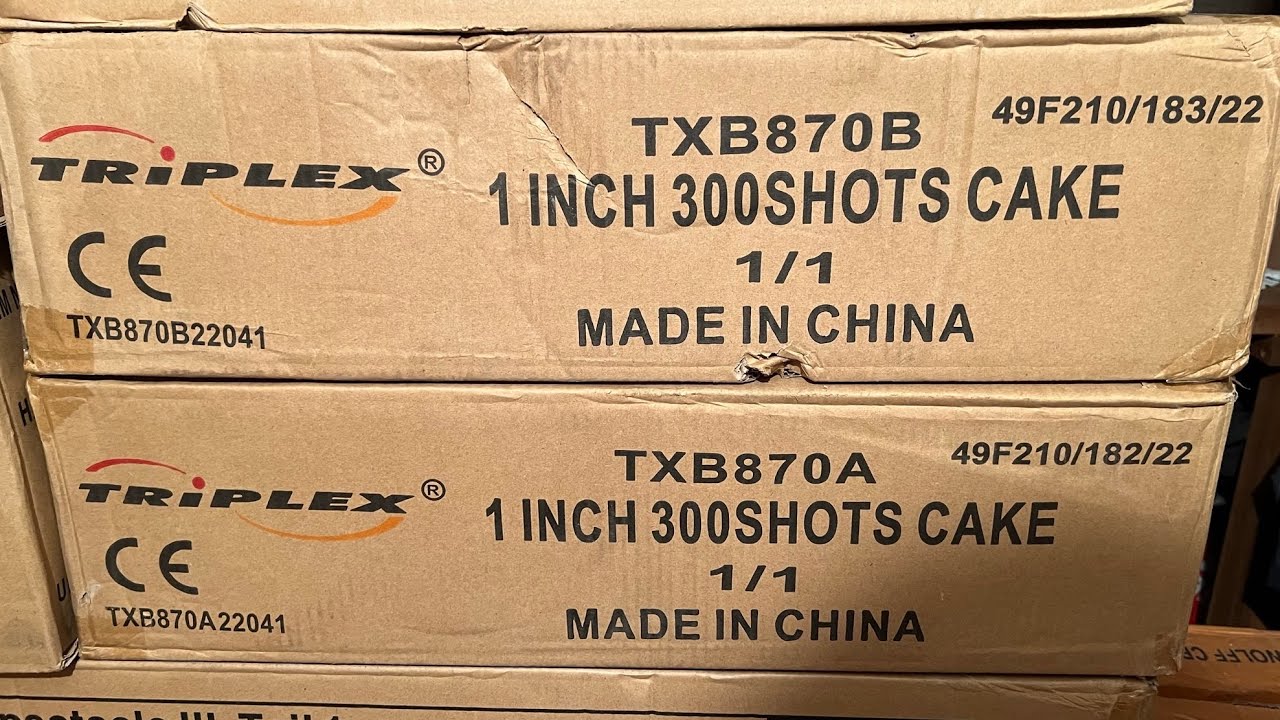 TXB870B
49F210/183/22
TRiPLEX®
1 INCH 300SHOTS CAKE
CE
1/1
TXB870B22041
MADE IN CHINA
TXB870A
49F210/182/22
TRiPLEX®
1 INCH 300SHOTS CAKE
CE
1/1
TXB870A22041
MADE IN CHINA
WOLFF